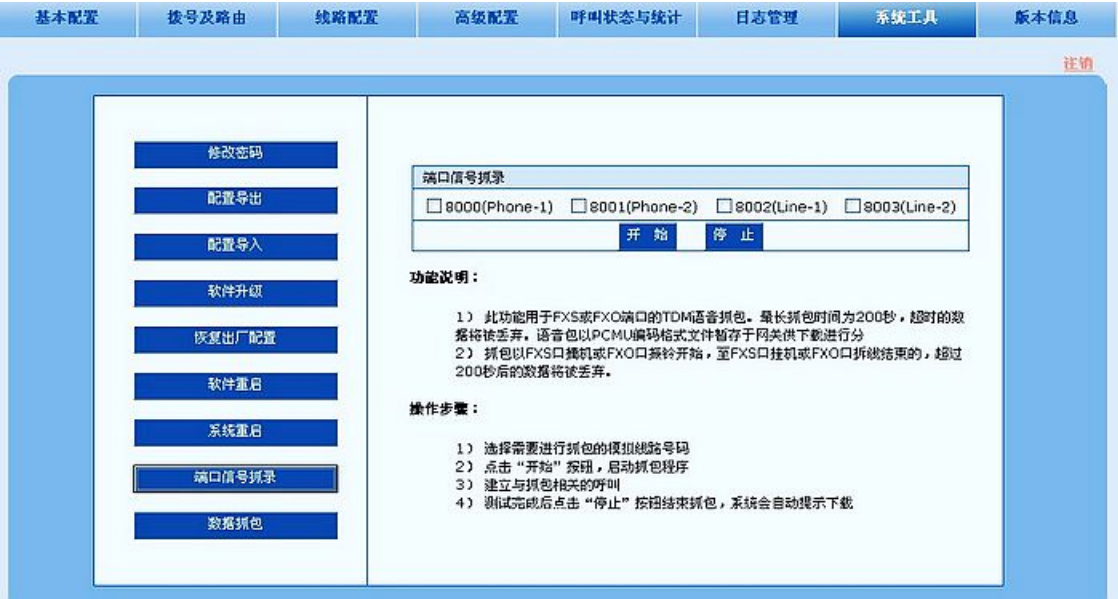 基本配置 拨号及路由 线路配置 高级配置 呼叫状态与统计 日志管理 系统工具 版本信息
注销
修改密码
配置导出
配置导入
软件升级
恢复出厂配置
软件重启
系统重启
端口信号抓录
数据抓包
端口信号抓录
8000(Phone-1) 8001(Phone-2) 8002(Line-1) 8003(Line-2)
开 始 停 止
功能说明：
1） 此功能用于FXS或FXO端口的TDM语音抓包。最长抓包时间为200秒，超时的数
据将被丢弃。语音包以PCMU编码格式文件暂存于网关供下载进行分
2） 抓包以FXS口摘机或FXO口振铃开始，至FXS口挂机或FXO口拆线结束的，超过
200秒后的数据将被丢弃。
操作步骤：
1） 选择需要进行抓包的模拟线路号码
2） 点击“开始”按钮，启动抓包程序
3） 建立与抓包相关的呼叫
4） 测试完成后点击“停止”按钮结束抓包，系统会自动提示下载